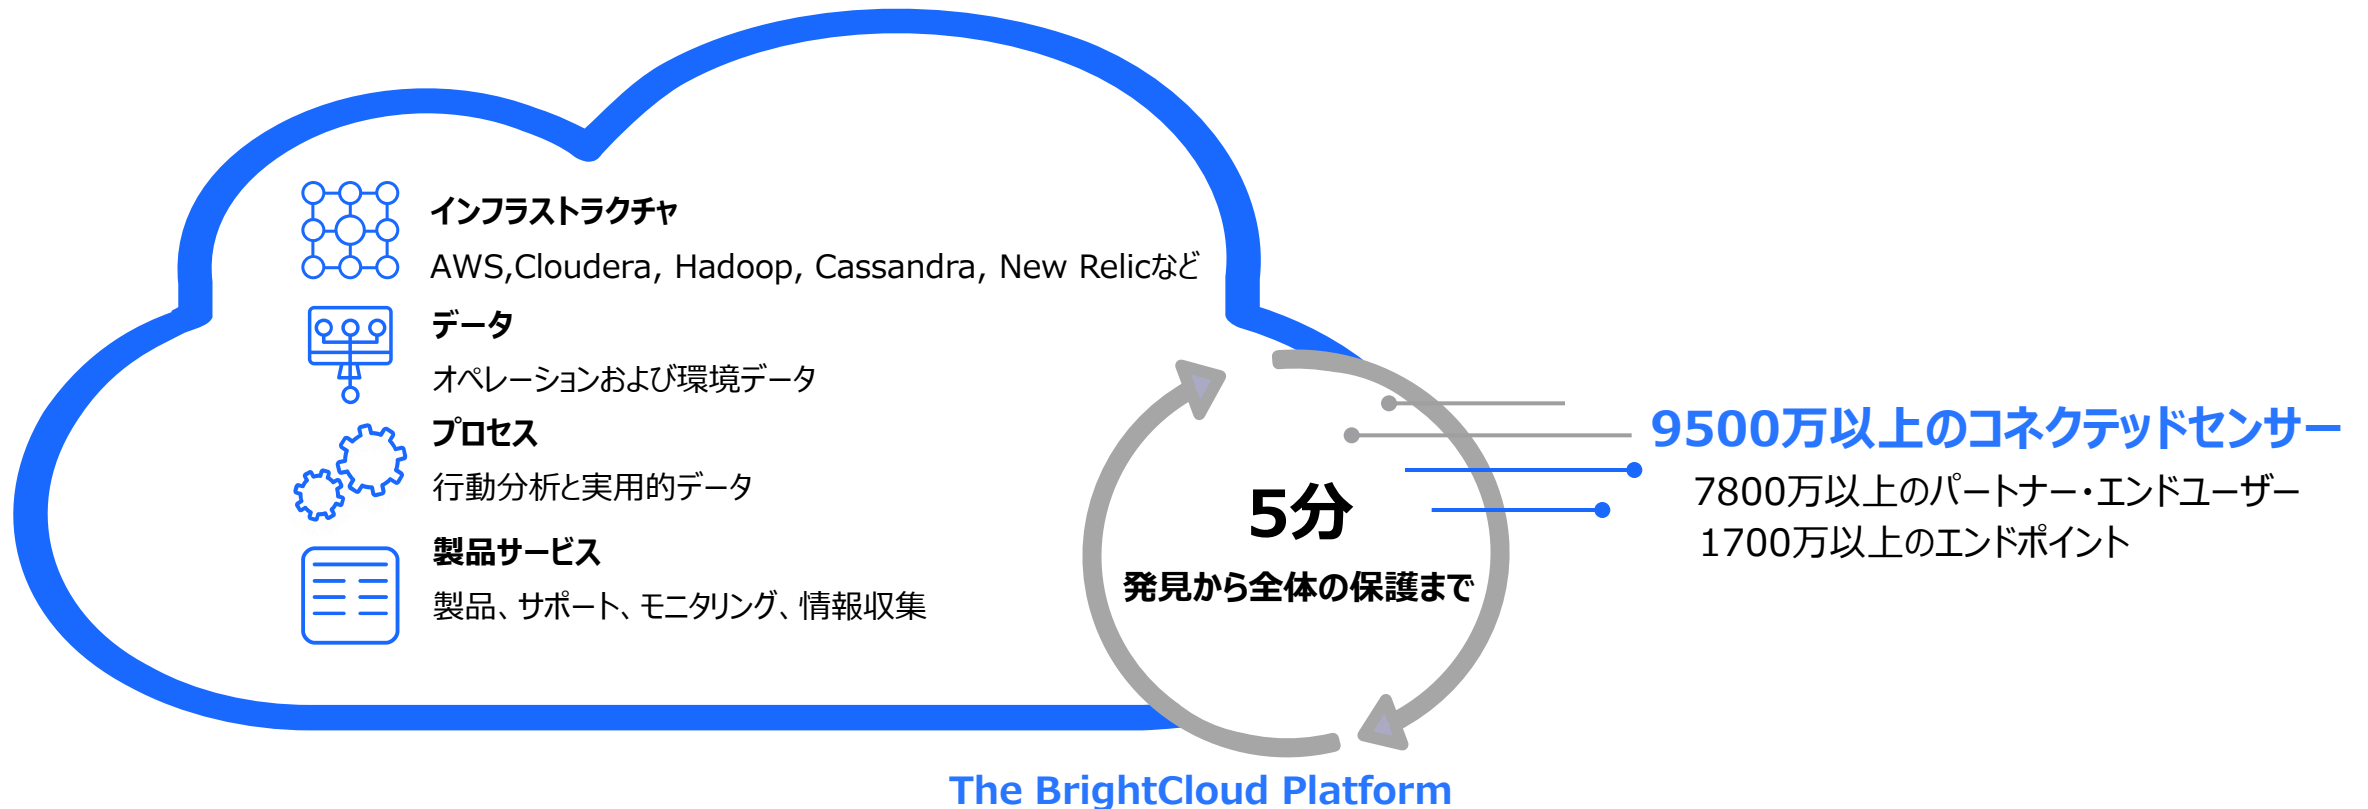 インフラストラクチャ
AWS,Cloudera, Hadoop, Cassandra, New Relicなど
データ
オペレーションおよび環境データ
プロセス
行動分析と実用的データ
製品サービス
製品、サポート、モニタリング、情報収集
5分
発見から全体の保護まで
9500万以上のコネクテッドセンサー
7800万以上のパートナー・エンドユーザー
1700万以上のエンドポイント
The BrightCloud Platform